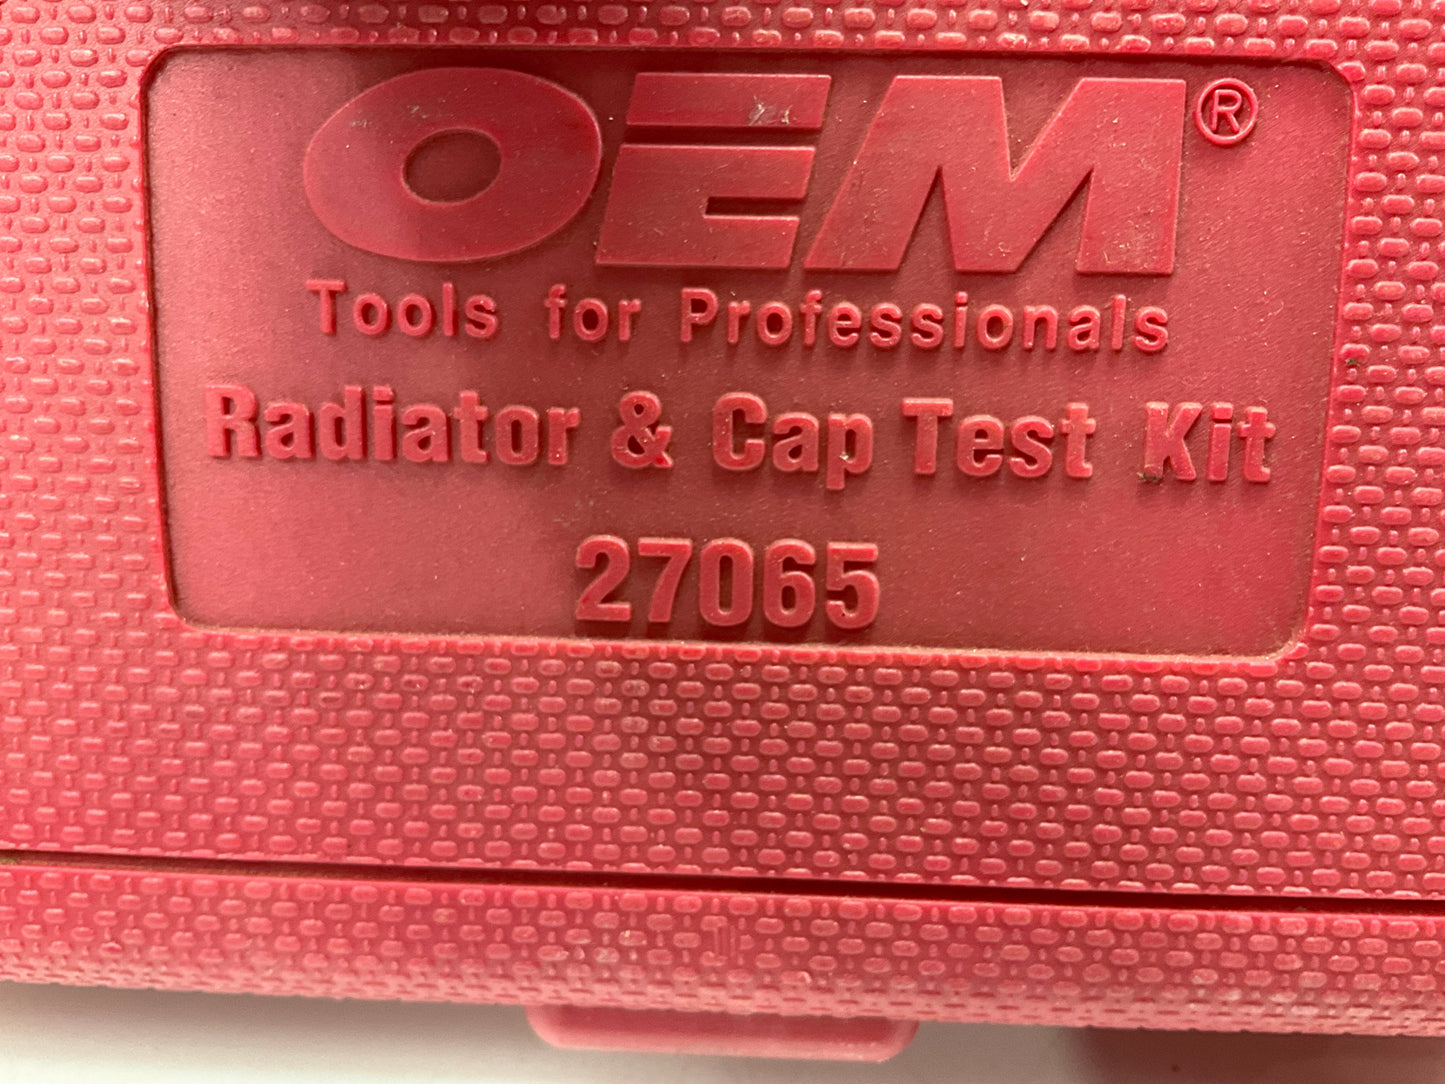 OEM®
Tools for Professionals
Radiator & Cap Test Kit
27065